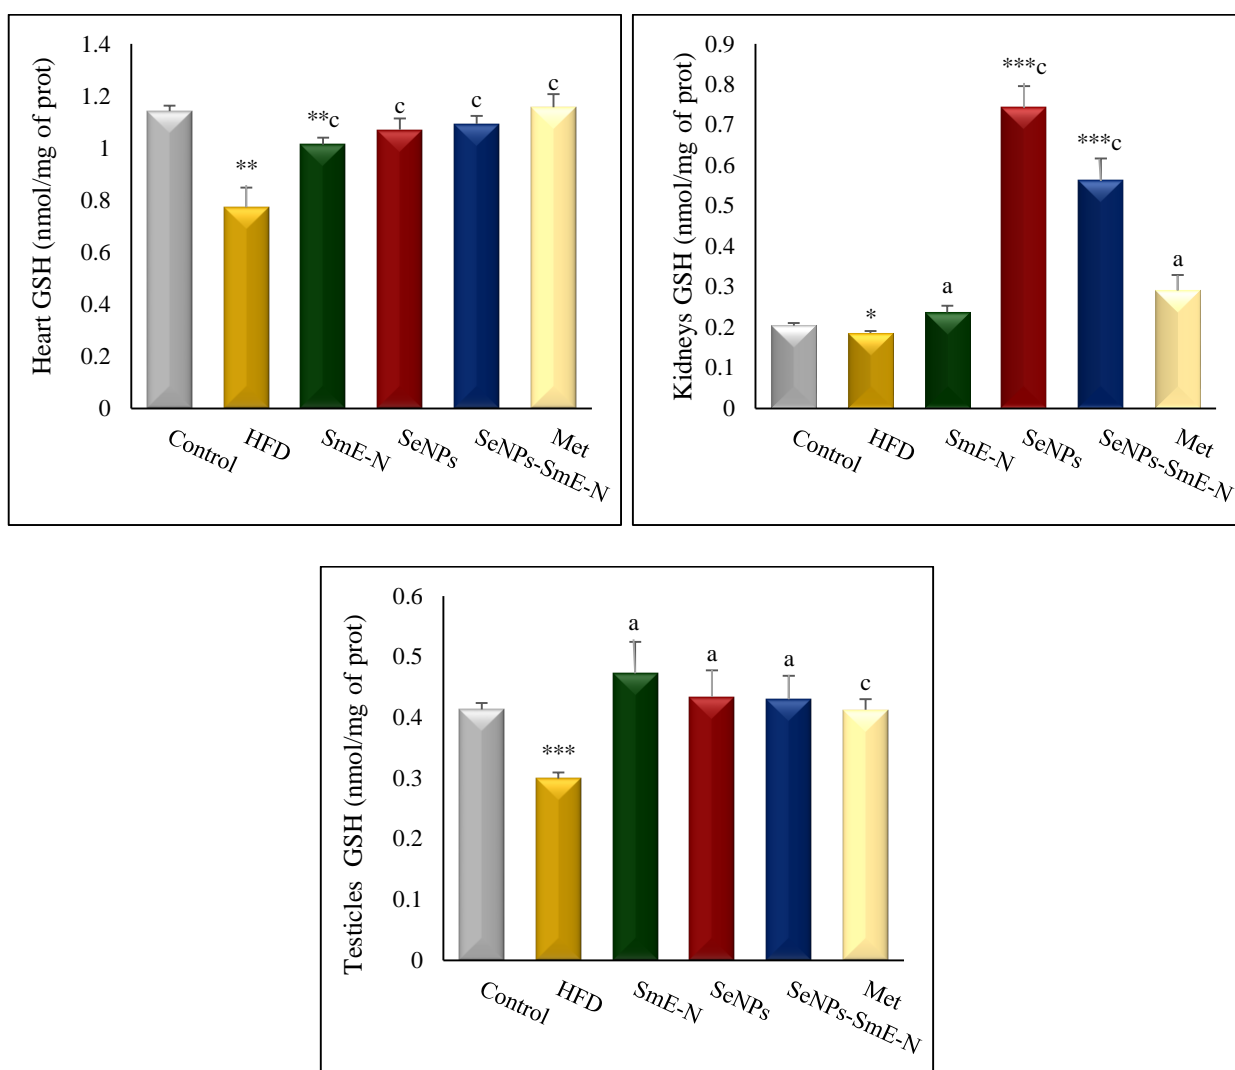 Heart GSH (nmol/mg of prot)
1.4
1.2
1
0.8
0.6
0.4
0.2
0
**
**c
c
c
c
Control
HFD
SmE-N
SeNPs
SeNPs-SmE-N
Met
Kidneys GSH (nmol/mg of prot)
0.9
0.8
0.7
0.6
0.5
0.4
0.3
0.2
0.1
0
*
a
***c
***c
a
Control
HFD
SmE-N
SeNPs
SeNPs-SmE-N
Met
Testicles GSH (nmol/mg of prot)
0.6
0.5
0.4
0.3
0.2
0.1
0
***
a
a
a
c
Control
HFD
SmE-N
SeNPs
SeNPs-SmE-N
Met